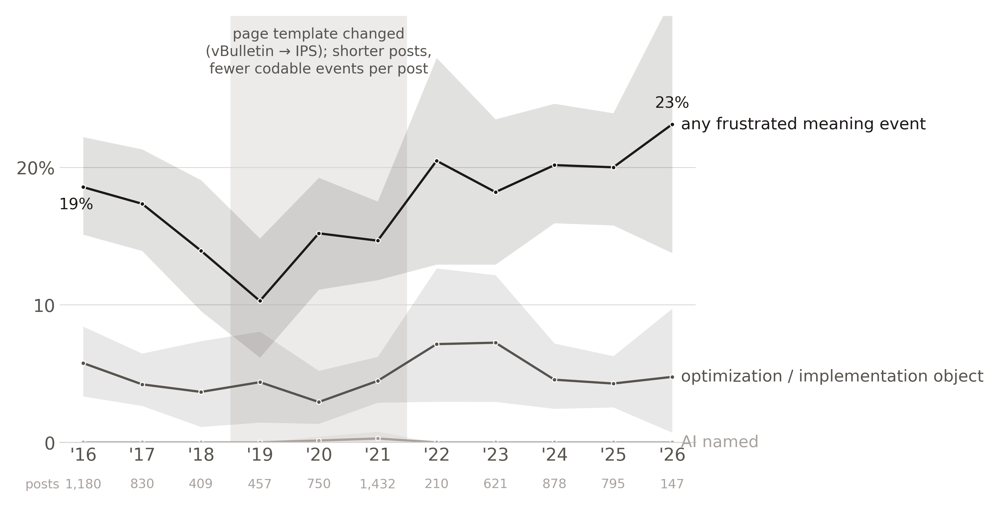 page template changed
(vBulletin → IPS); shorter posts,
fewer codable events per post
23%
any frustrated meaning event
20%
19%
10
optimization / implementation object
0
AI named
'16 '17 '18 '19 '20 '21 '22 '23 '24 '25 '26
posts 1,180 830 409 457 750 1,432 210 621 878 795 147